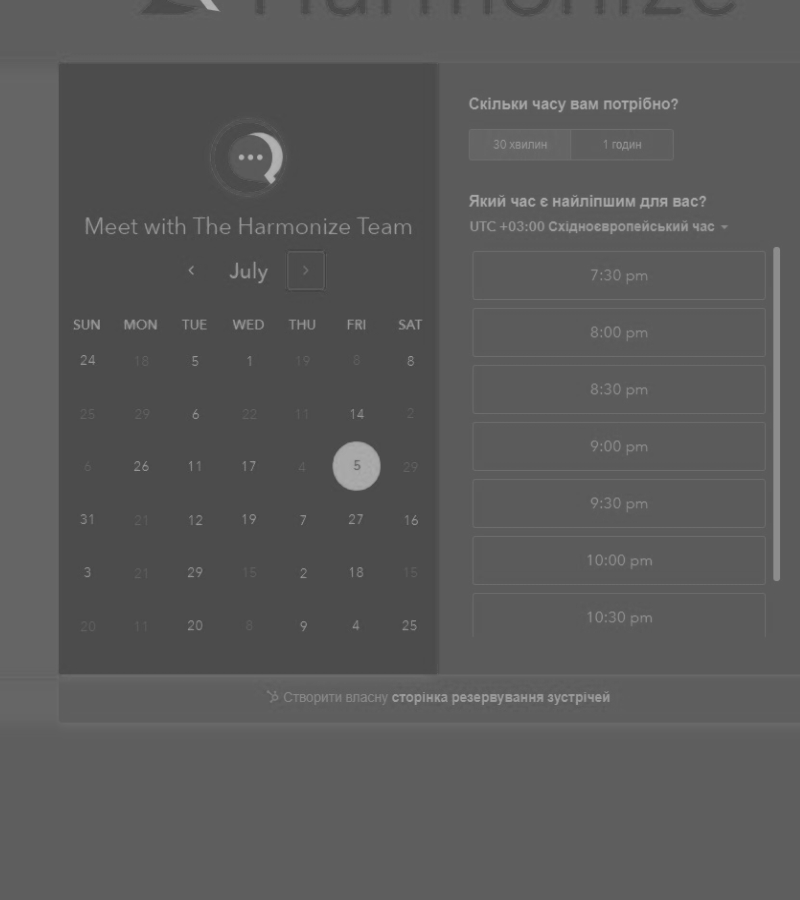 Harmonize
Meet with The Harmonize Team
July
SUN MON TUE WED THU FRI SAT
24 18 5 1 19 8 8
25 29 6 22 11 14 2
6 26 11 17 4 5 29
31 21 12 19 7 27 16
3 21 29 15 2 18 15
20 11 20 8 9 4 25
Скільки часу вам потрібно?
30 хвилин 1 годин
Який час є найліпшим для вас?
UTC +03:00 Східноєвропейський час
7:30 pm
8:00 pm
8:30 pm
9:00 pm
9:30 pm
10:00 pm
10:30 pm
Створити власну сторінка резервування зустрічей